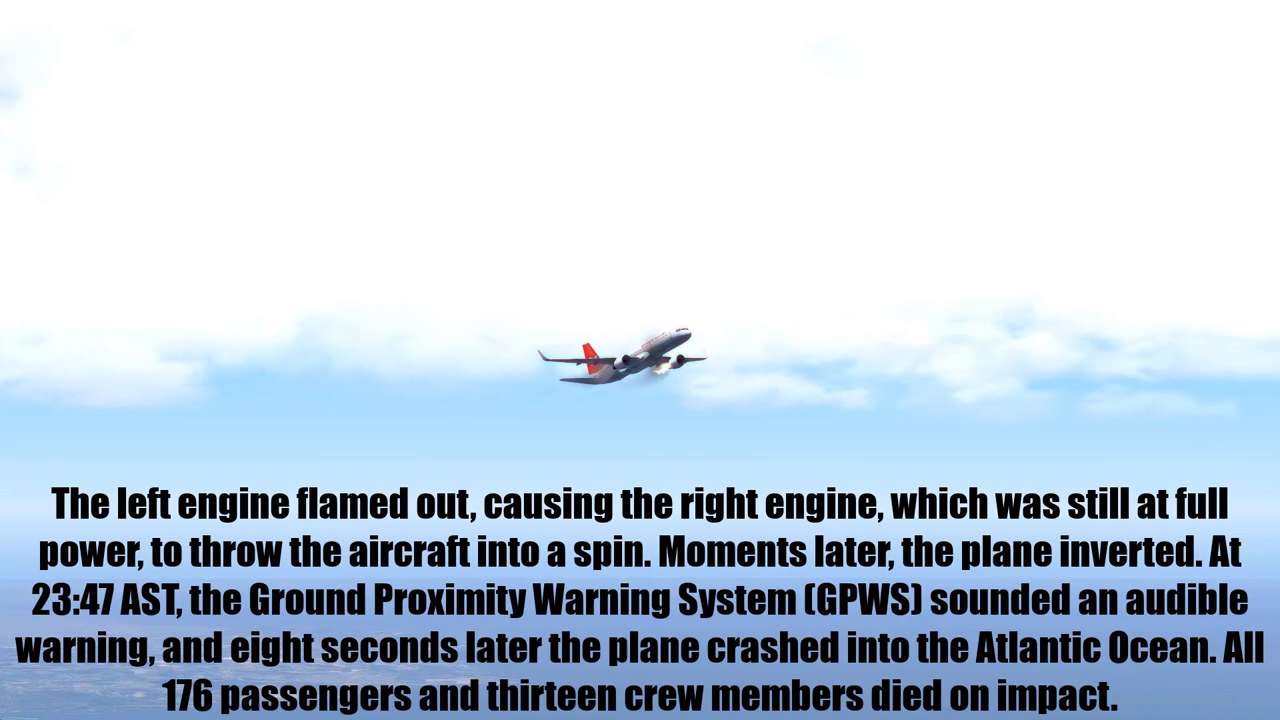 The left engine flamed out, causing the right engine, which was still at full
power, to throw the aircraft into a spin. Moments later, the plane inverted. At
23:47 AST, the Ground Proximity Warning System (GPWS) sounded an audible
warning, and eight seconds later the plane crashed into the Atlantic Ocean. All
176 passengers and thirteen crew members died on impact.